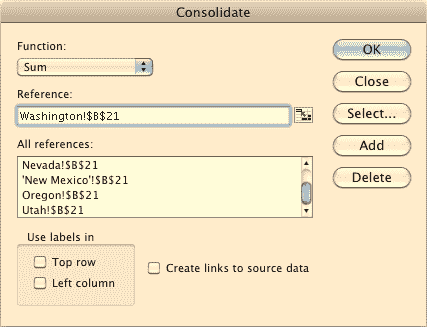 Consolidate
Function:
Sum
OK
Reference:
Close
Washington!$B$21
Select...
All references:
Add
Nevada!$B$21
'New Mexico'!$B$21
Oregon!$B$21
Utah!$B$21
Delete
Use labels in
Top row
Create links to source data
Left column